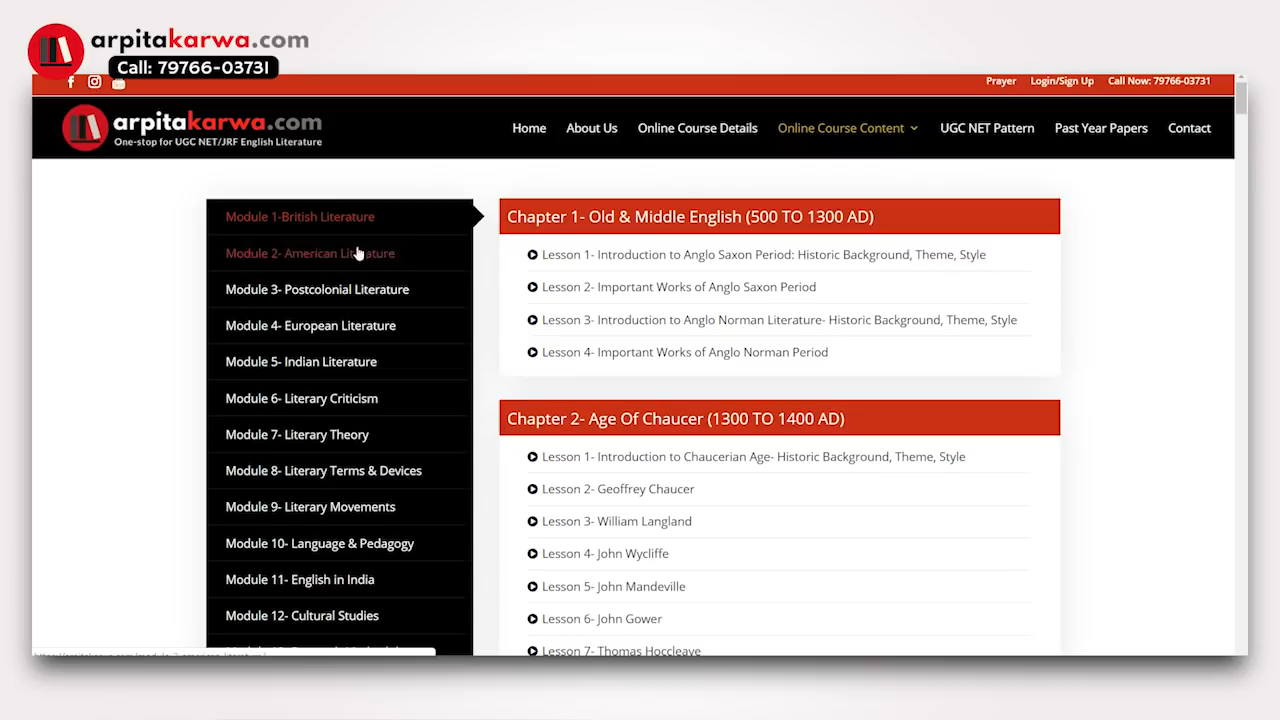 arpitakarwa.com
Call: 79766-03731
Prayer Login/Sign Up Call Now: 79766-03731
arpitakarwa.com
One-stop for UGC NET/JRF English Literature
Home About Us Online Course Details Online Course Content UGC NET Pattern Past Year Papers Contact
Module 1-British Literature
Module 2- American Literature
Module 3- Postcolonial Literature
Module 4- European Literature
Module 5- Indian Literature
Module 6- Literary Criticism
Module 7- Literary Theory
Module 8- Literary Terms & Devices
Module 9- Literary Movements
Module 10- Language & Pedagogy
Module 11- English in India
Module 12- Cultural Studies
Chapter 1- Old & Middle English (500 TO 1300 AD)
Lesson 1- Introduction to Anglo Saxon Period: Historic Background, Theme, Style
Lesson 2- Important Works of Anglo Saxon Period
Lesson 3- Introduction to Anglo Norman Literature- Historic Background, Theme, Style
Lesson 4- Important Works of Anglo Norman Period
Chapter 2- Age Of Chaucer (1300 TO 1400 AD)
Lesson 1- Introduction to Chaucerian Age- Historic Background, Theme, Style
Lesson 2- Geoffrey Chaucer
Lesson 3- William Langland
Lesson 4- John Wycliffe
Lesson 5- John Mandeville
Lesson 6- John Gower
Lesson 7- Thomas Hoccleave